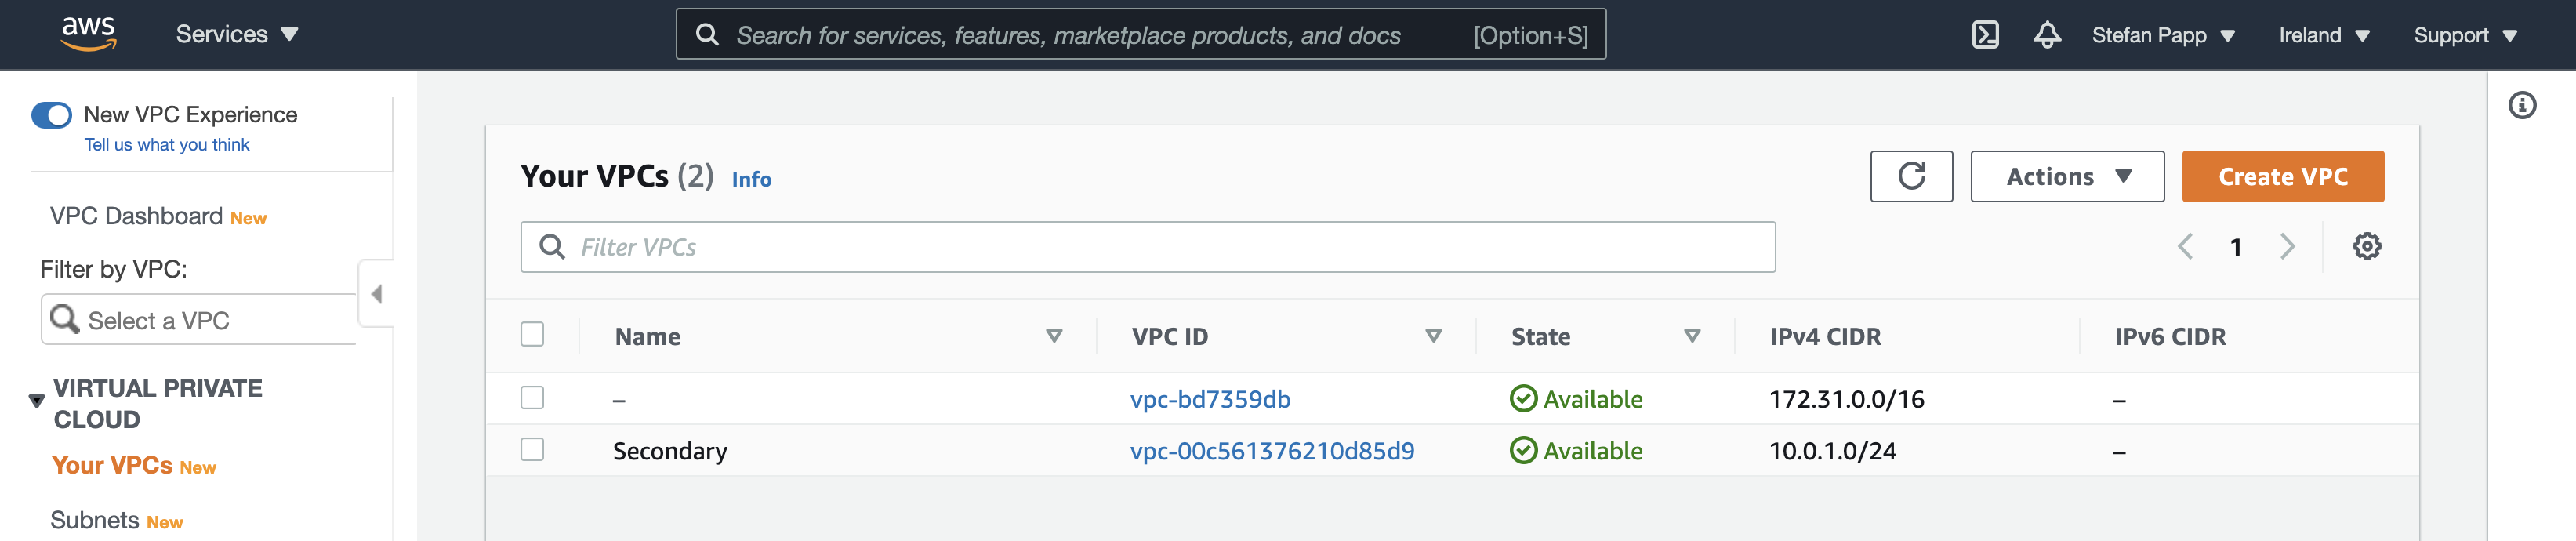 aws Services Search for services, features, marketplace products, and docs [Option+S] Stefan Papp Ireland Support
New VPC Experience
Tell us what you think
VPC Dashboard New
Filter by VPC:
Select a VPC
VIRTUAL PRIVATE
CLOUD
Your VPCs New
Subnets New
Your VPCs (2) Info Actions Create VPC
Filter VPCs 1
Name VPC ID State IPv4 CIDR IPv6 CIDR
– vpc-bd7359db Available 172.31.0.0/16 –
Secondary vpc-00c561376210d85d9 Available 10.0.1.0/24 –